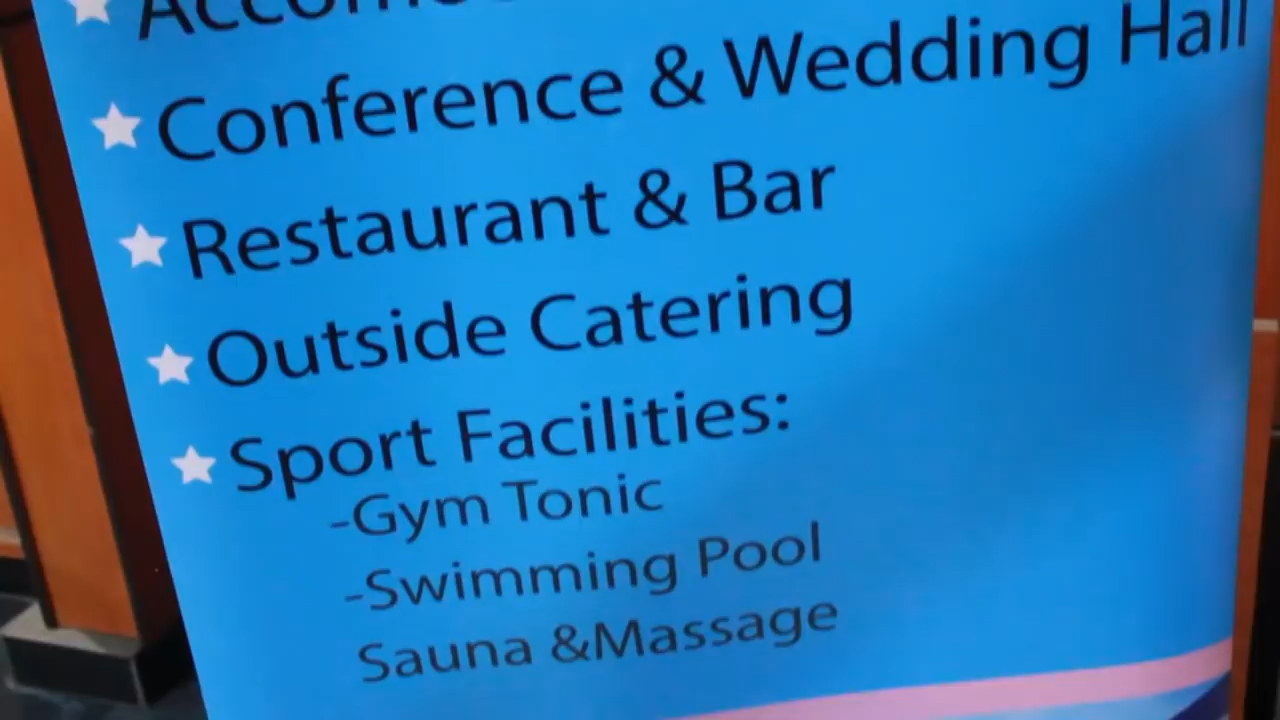 Conference & Wedding Hall
Restaurant & Bar
Outside Catering
Sport Facilities:
-Gym Tonic
-Swimming Pool
Sauna &Massage